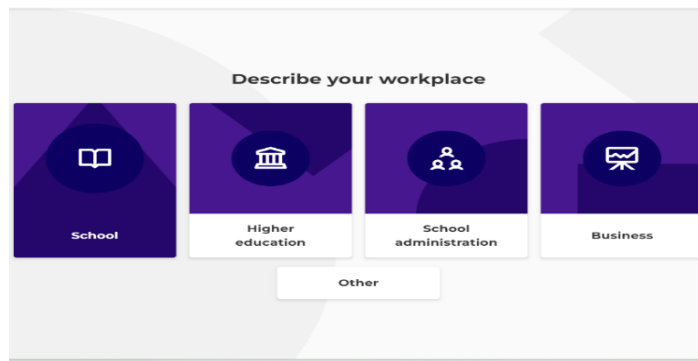 Describe your workplace
School
Higher
education
School
administration
Business
Other